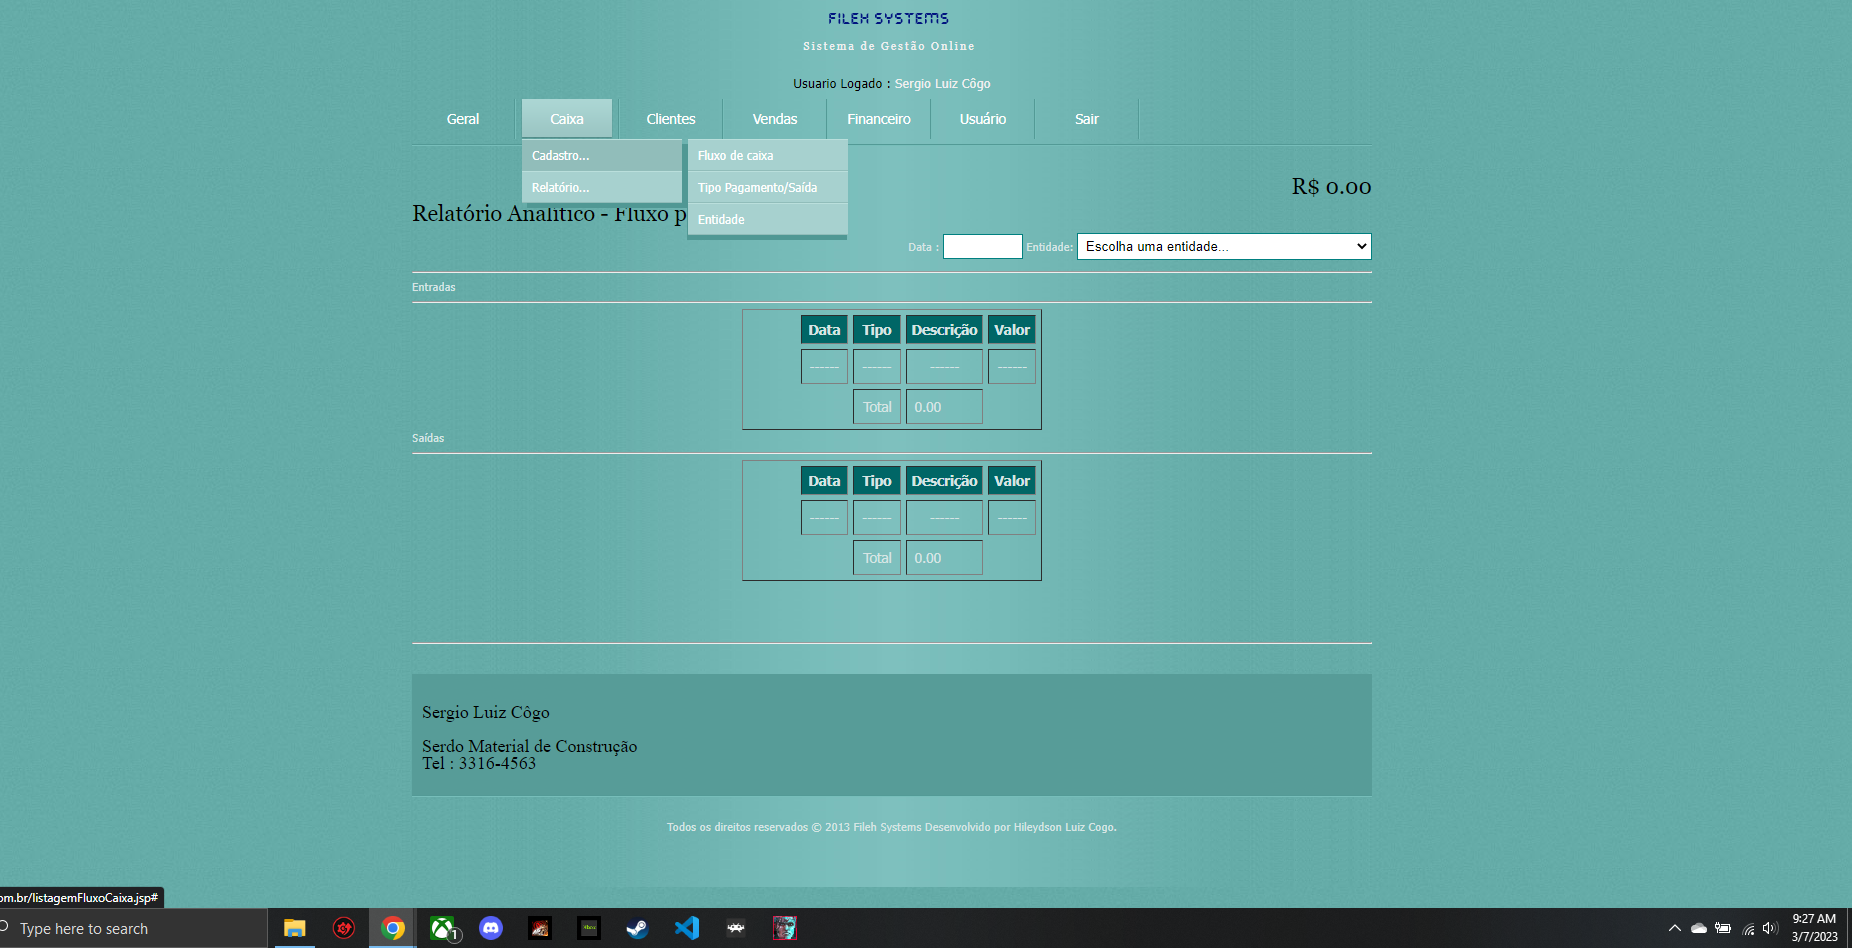 FILEH SYSTEMS
Sistema de Gestão Online
Usuario Logado : Sergio Luiz Côgo
Geral Caixa Clientes Vendas Financeiro Usuário Sair
Cadastro... Fluxo de caixa
Relatório... Tipo Pagamento/Saída
Entidade
R$ 0.00
Relatório Analítico - Fluxo p
Data : Entidade: Escolha uma entidade...
Entradas
Data Tipo Descrição Valor
------ ------ ------ ------
Total 0.00
Saídas
Data Tipo Descrição Valor
------ ------ ------ ------
Total 0.00
Sergio Luiz Côgo
Serdo Material de Construção
Tel : 3316-4563
Todos os direitos reservados © 2013 Fileh Systems Desenvolvido por Hileydson Luiz Cogo.
om.br/listagemFluxoCaixa.jsp#
Type here to search
1
9:27 AM
3/7/2023